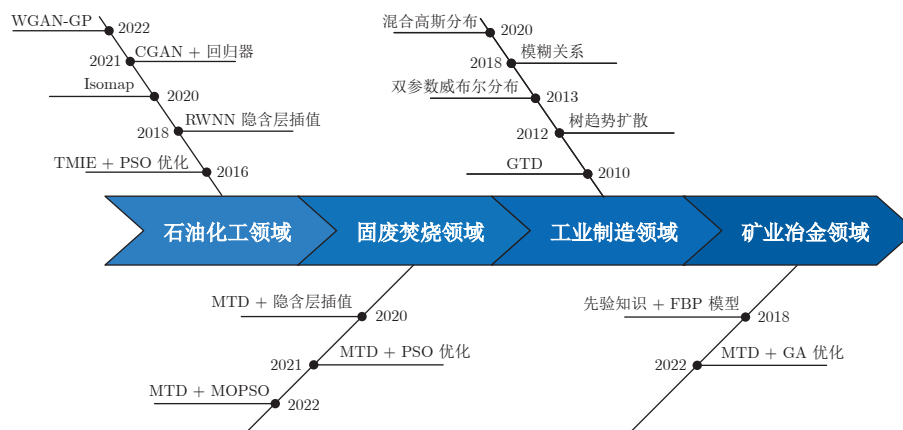 WGAN-GP
2022
2021
CGAN + 回归器
Isomap
2020
2018
RWNN 隐含层插值
TMIE + PSO 优化
2016
混合高斯分布
2020
2018
模糊关系
双参数威布尔分布
2013
2012
树趋势扩散
GTD
2010
石油化工领域
固废焚烧领域
工业制造领域
矿业冶金领域
MTD + 隐含层插值
2020
2021
MTD + PSO 优化
MTD + MOPSO
2022
先验知识 + FBP 模型
2018
2022
MTD + GA 优化